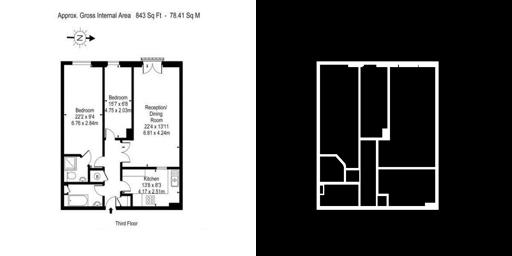 Approx. Gross Internal Area 843 Sq Ft - 78.41 Sq M
N
Bedroom
15'7 x 6'8
4.75 x 2.03m
Bedroom
22'2 x 9'4
6.76 x 2.84m
Reception/
Dining
Room
22'4 x 13'11
6.81 x 4.24m
Kitchen
13'8 x 8'3
4.17 x 2.51m
Third Floor